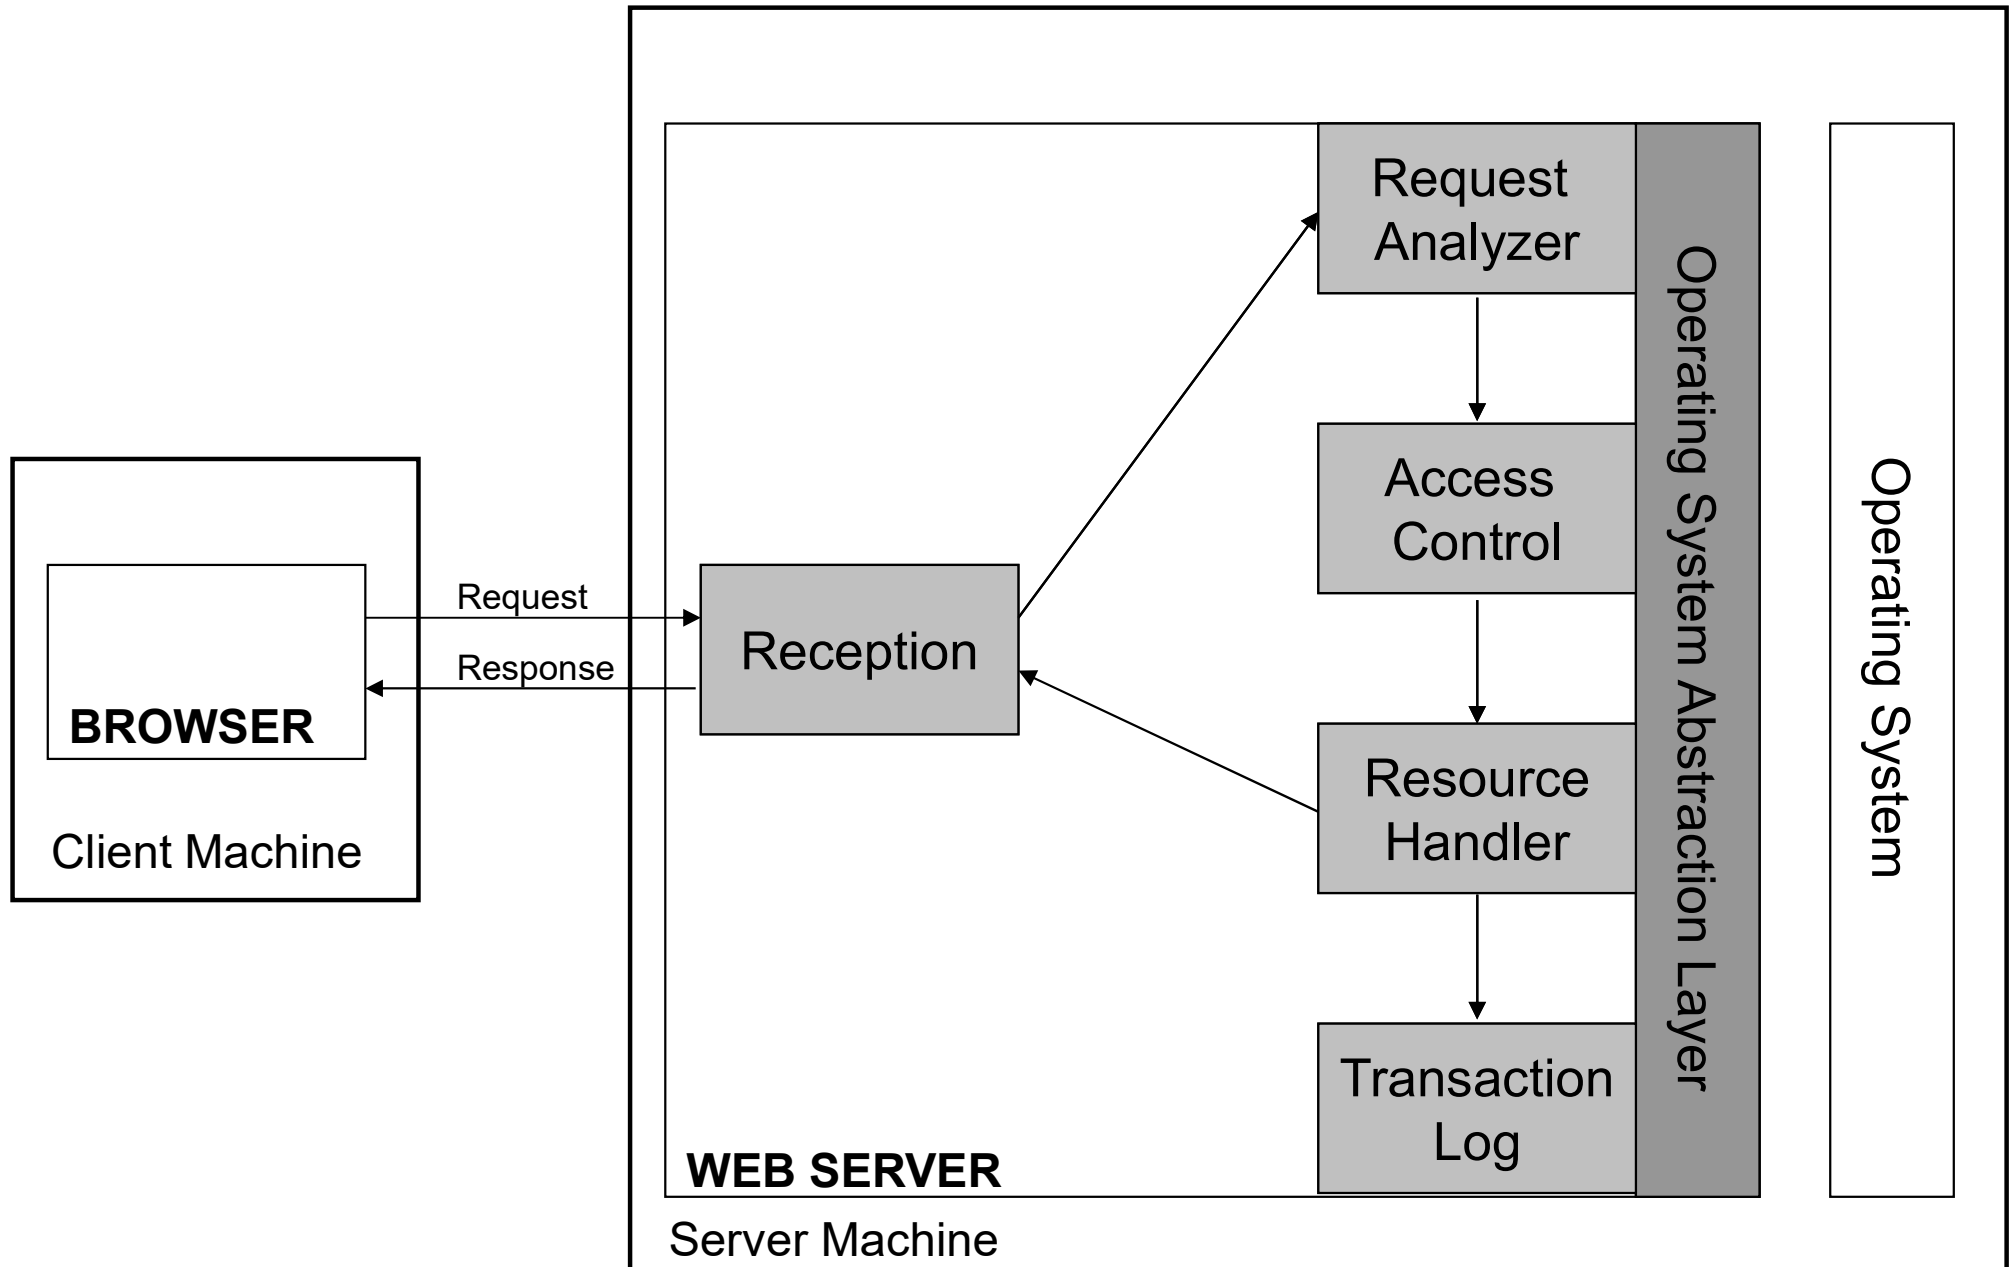 Request
Analyzer
Access
Control
Request
Response
Reception
BROWSER
Client Machine
Resource
Handler
Transaction
Log
Operating System Abstraction Layer
Operating System
WEB SERVER
Server Machine